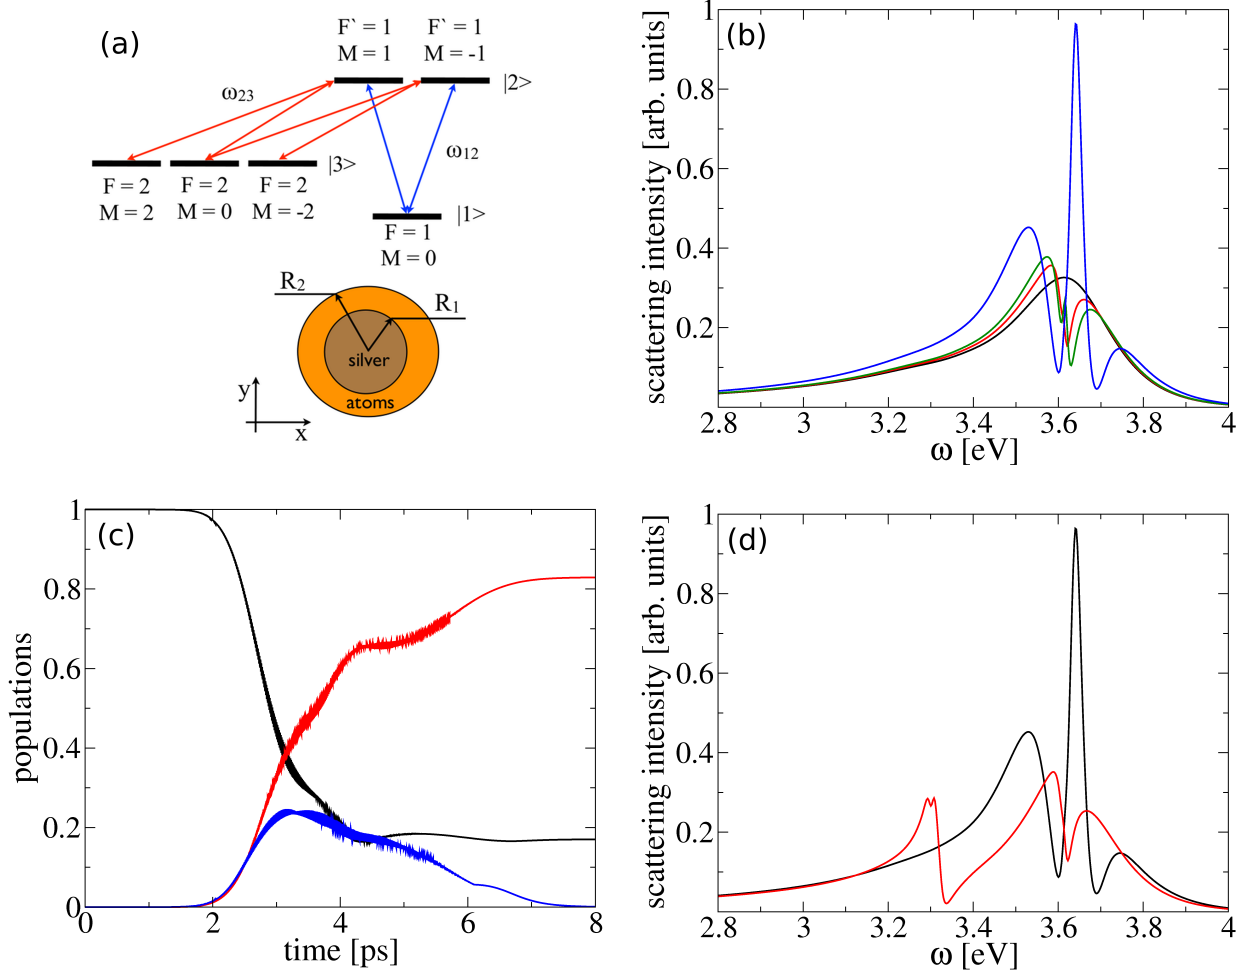 (a)
F` = 1 F` = 1
M = 1 M = -1
|2>
ω23
ω12
|3>
F = 2 F = 2 F = 2
M = 2 M = 0 M = -2
|1>
F = 1
M = 0
R2
R1
silver
atoms
y
x
(b)
scattering intensity [arb. units]
1
0.8
0.6
0.4
0.2
2.8 3 3.2 3.4 3.6 3.8 4
ω [eV]
(c)
populations
1
0.8
0.6
0.4
0.2
0
0 2 4 6 8
time [ps]
(d)
scattering intensity [arb. units]
1
0.8
0.6
0.4
0.2
2.8 3 3.2 3.4 3.6 3.8 4
ω [eV]